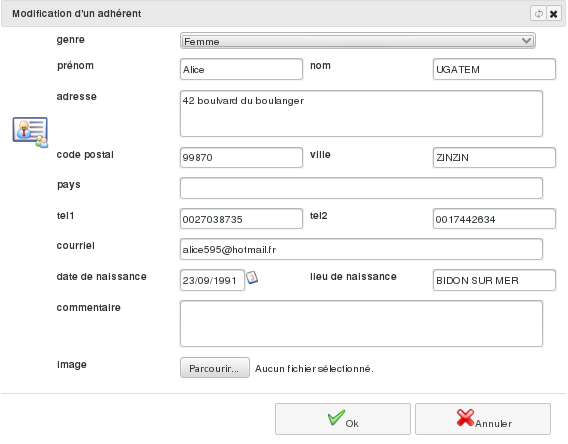 Modification d'un adhérent
genre Femme
prénom Alice nom UGATEM
adresse 42 boulvard du boulanger
code postal 99870 ville ZINZIN
pays
tel1 0027038735 tel2 0017442634
courriel alice595@hotmail.fr
date de naissance 23/09/1991 lieu de naissance BIDON SUR MER
commentaire
image Parcourir... Aucun fichier sélectionné.
Ok Annuler